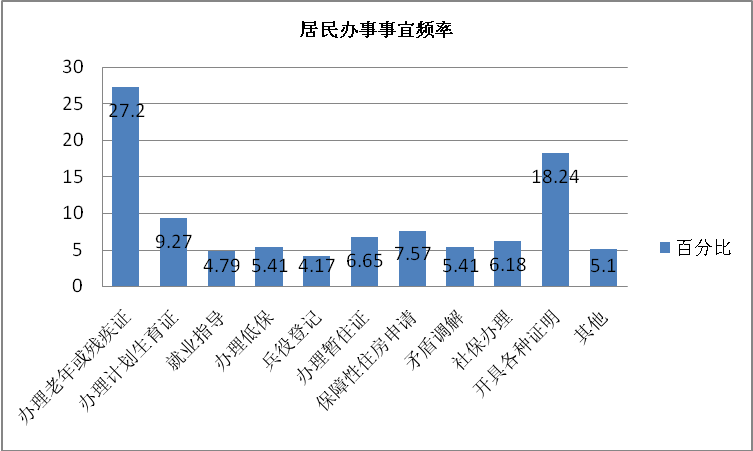 居民办事事宜频率
30
25
20
15
10
5
0
27.2
9.27
4.79
5.41
4.17
6.65
7.57
5.41
6.18
18.24
5.1
办理老年或残疾证
办理计划生育证
就业指导
办理低保
兵役登记
办理暂住证
保障性住房申请
矛盾调解
社保办理
开具各种证明
其他
百分比